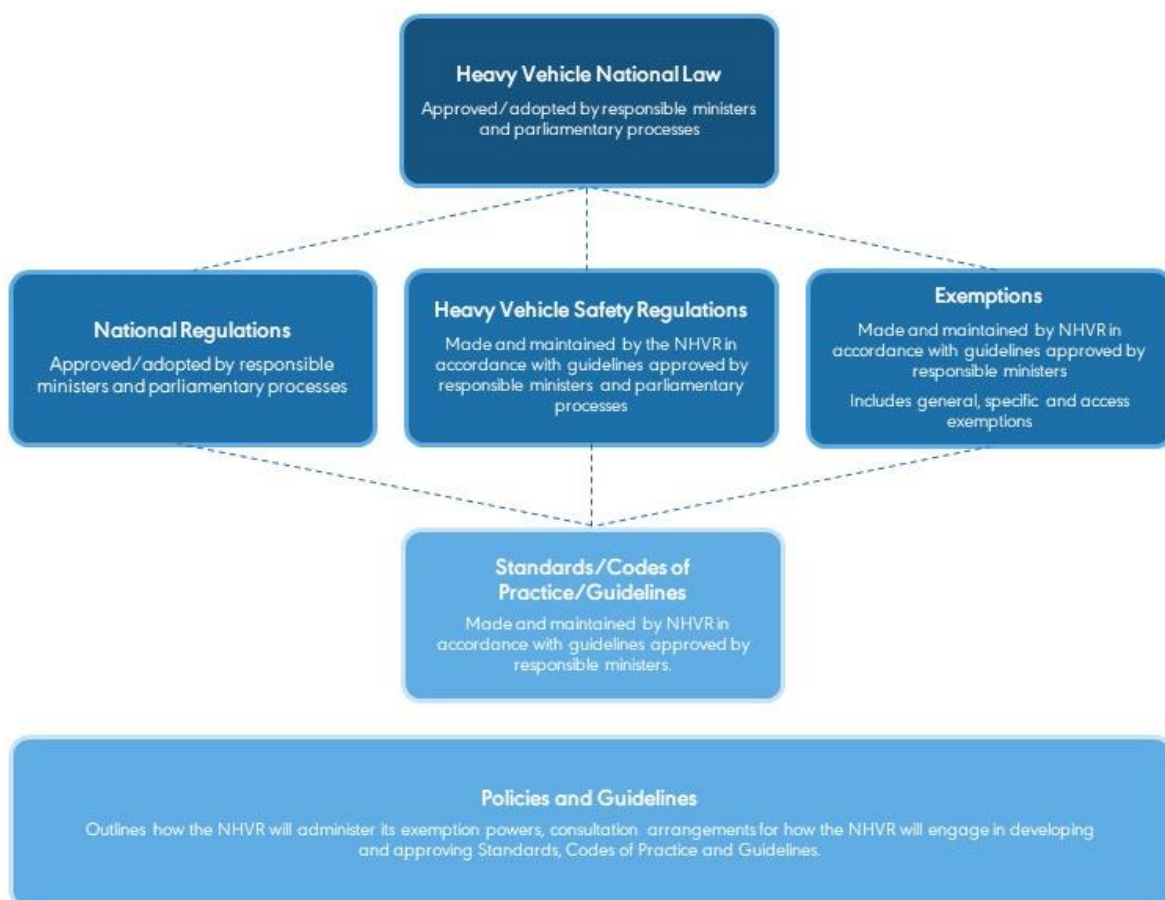 Heavy Vehicle National Law
Approved/adopted by responsible ministers
and parliamentary processes
National Regulations
Approved/adopted by responsible
ministers and parliamentary processes
Heavy Vehicle Safety Regulations
Made and maintained by the NHVR in
accordance with guidelines approved by
responsible ministers and parliamentary
processes
Exemptions
Made and maintained by NHVR in
accordance with guidelines approved by
responsible ministers
Includes general, specific and access
exemptions
Standards/Codes of
Practice/Guidelines
Made and maintained by NHVR in
accordance with guidelines approved by
responsible ministers.
Policies and Guidelines
Outlines how the NHVR will administer its exemption powers, consultation arrangements for how the NHVR will engage in developing
and approving Standards, Codes of Practice and Guidelines.